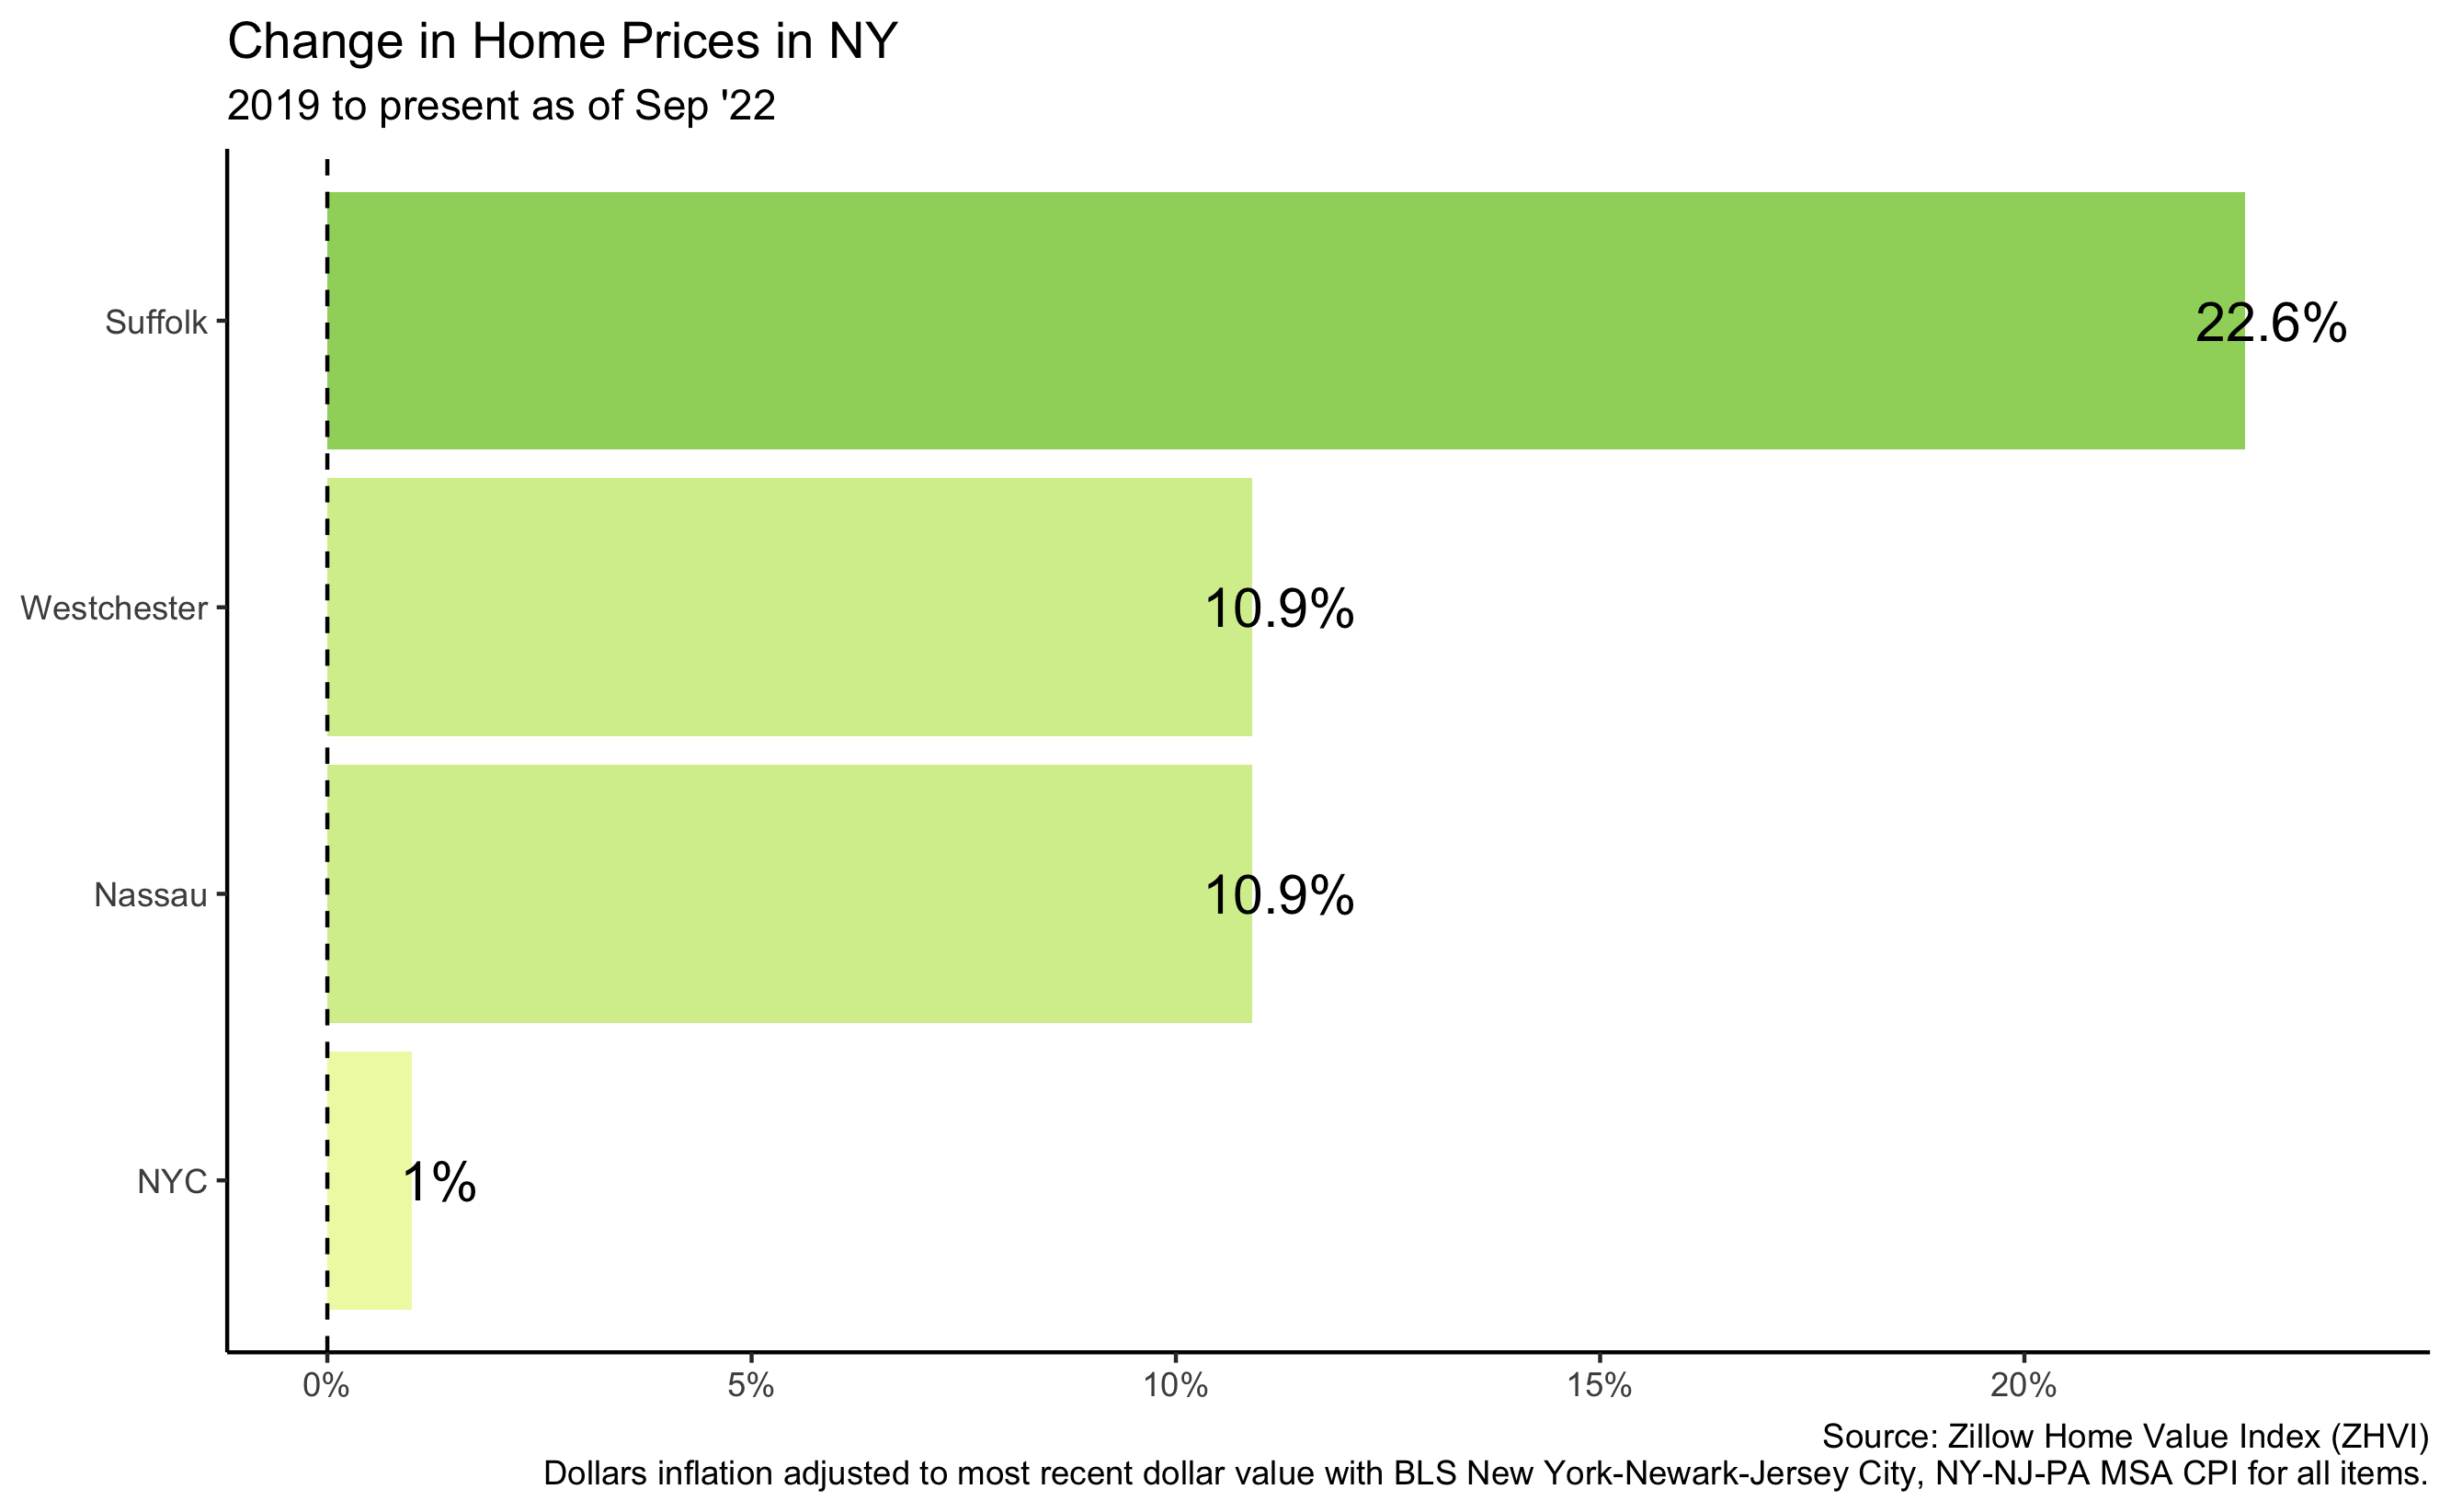 Change in Home Prices in NY
2019 to present as of Sep '22
Suffolk
22.6%
Westchester
10.9%
Nassau
10.9%
NYC
1%
0%
5%
10%
15%
20%
Source: Zillow Home Value Index (ZHVI)
Dollars inflation adjusted to most recent dollar value with BLS New York-Newark-Jersey City, NY-NJ-PA MSA CPI for all items.